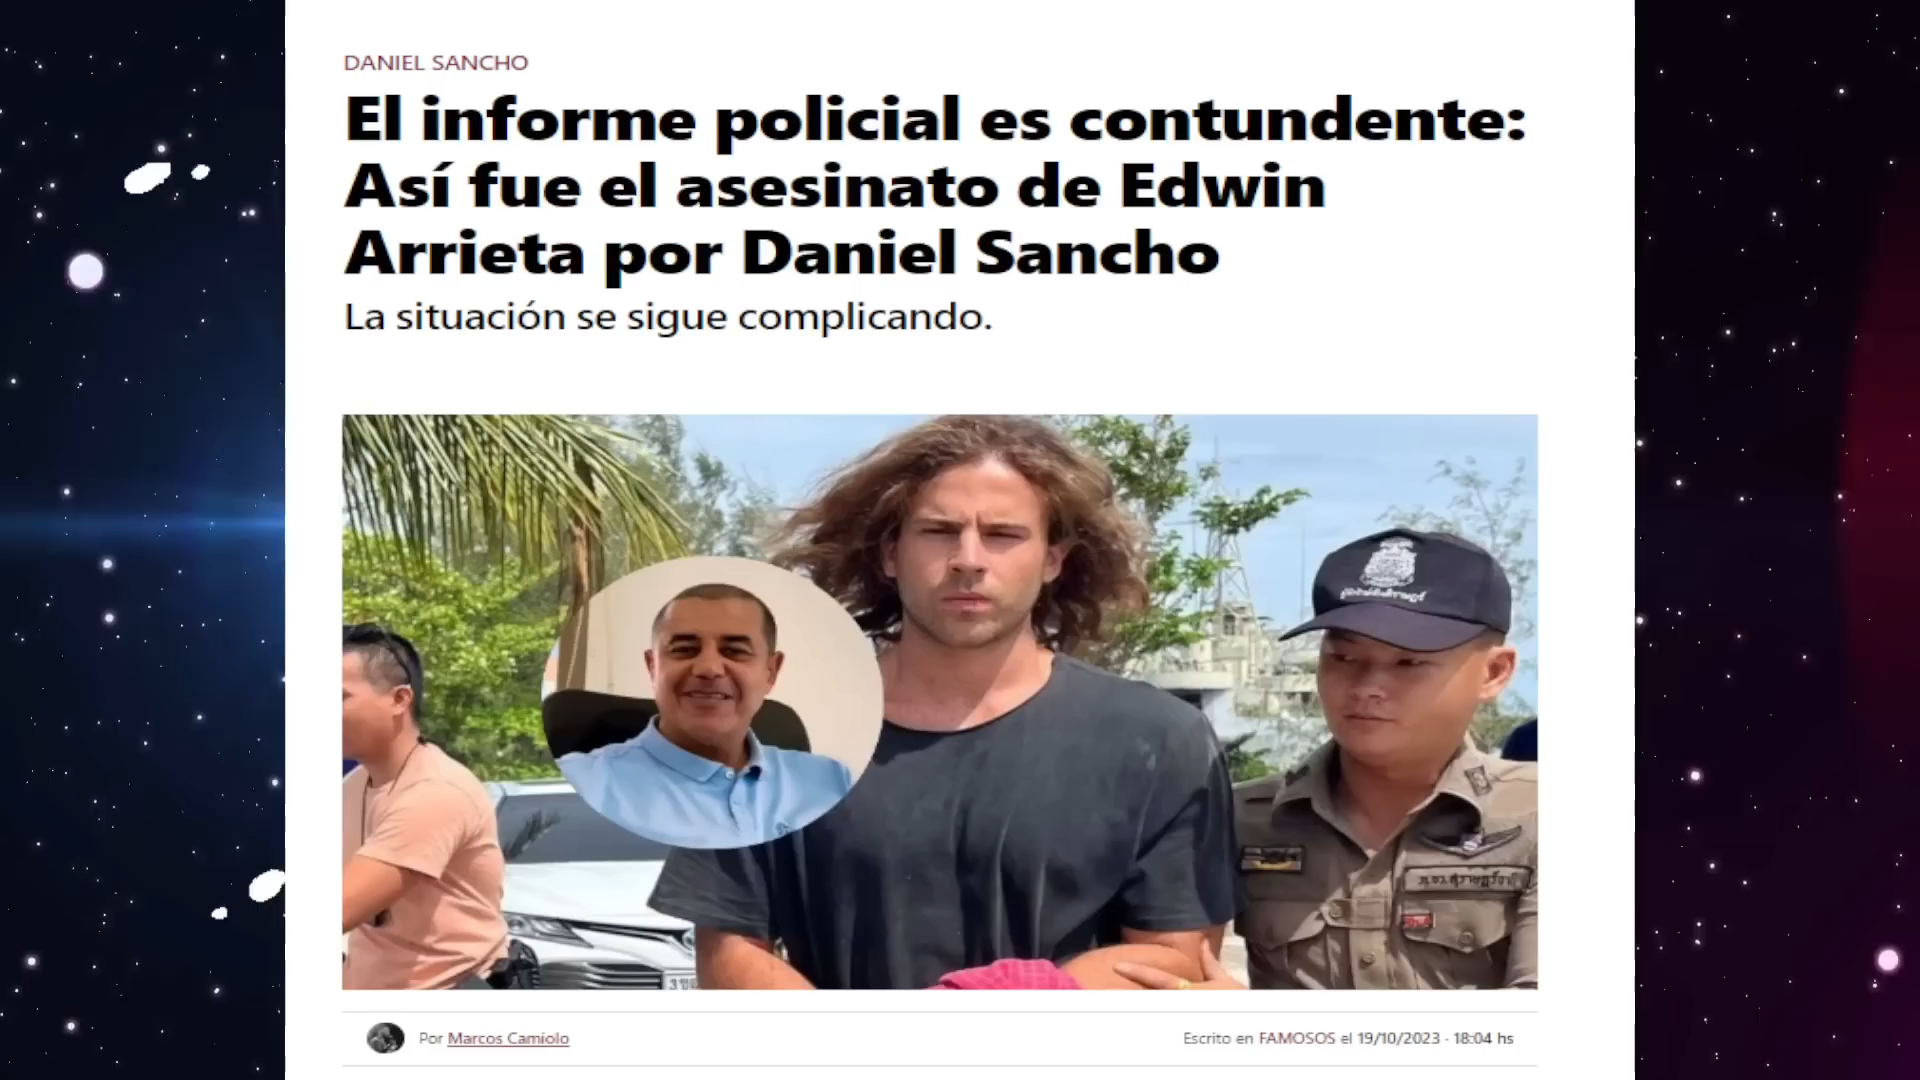 DANIEL SANCHO
El informe policial es contundente:
Así fue el asesinato de Edwin
Arrieta por Daniel Sancho
La situación se sigue complicando.
Por Marcos Camiolo
Escrito en FAMOSOS el 19/10/2023 - 18:04 hs